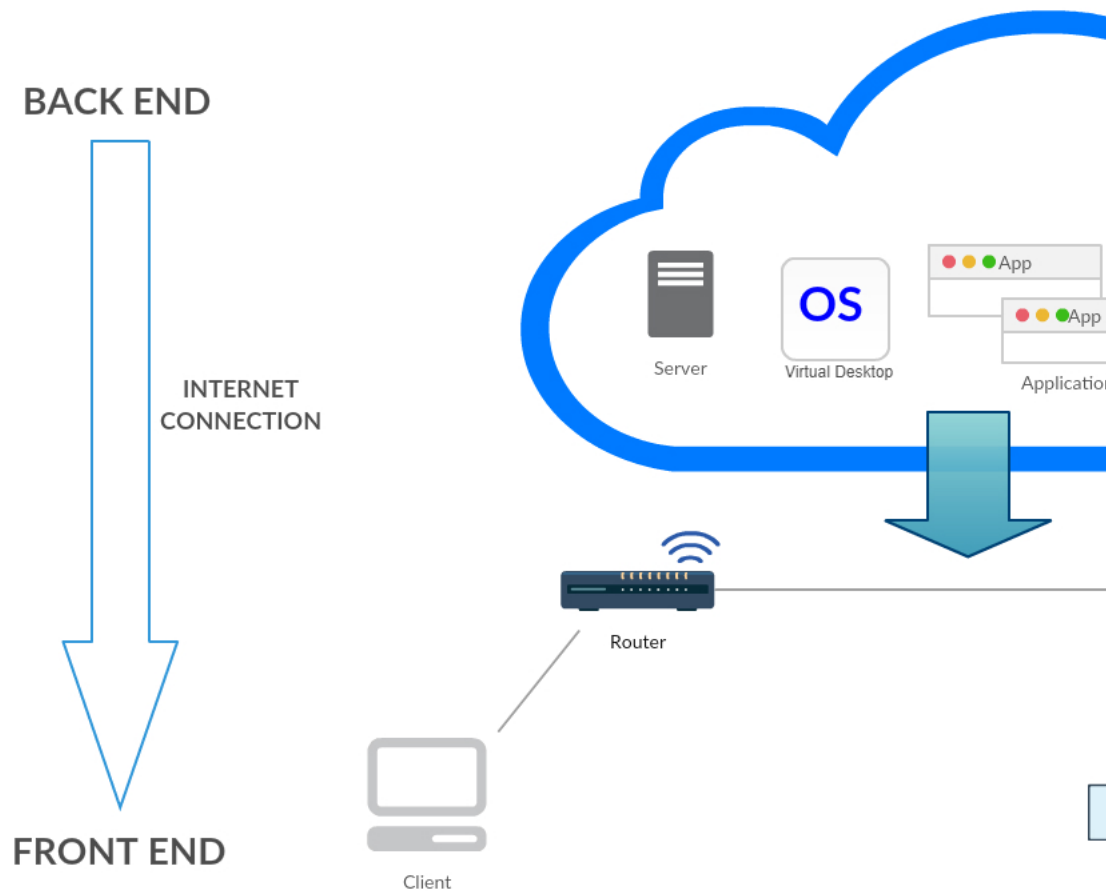 BACK END
App
OS
App
Server
Virtual Desktop
INTERNET
CONNECTION
Router
FRONT END
Client